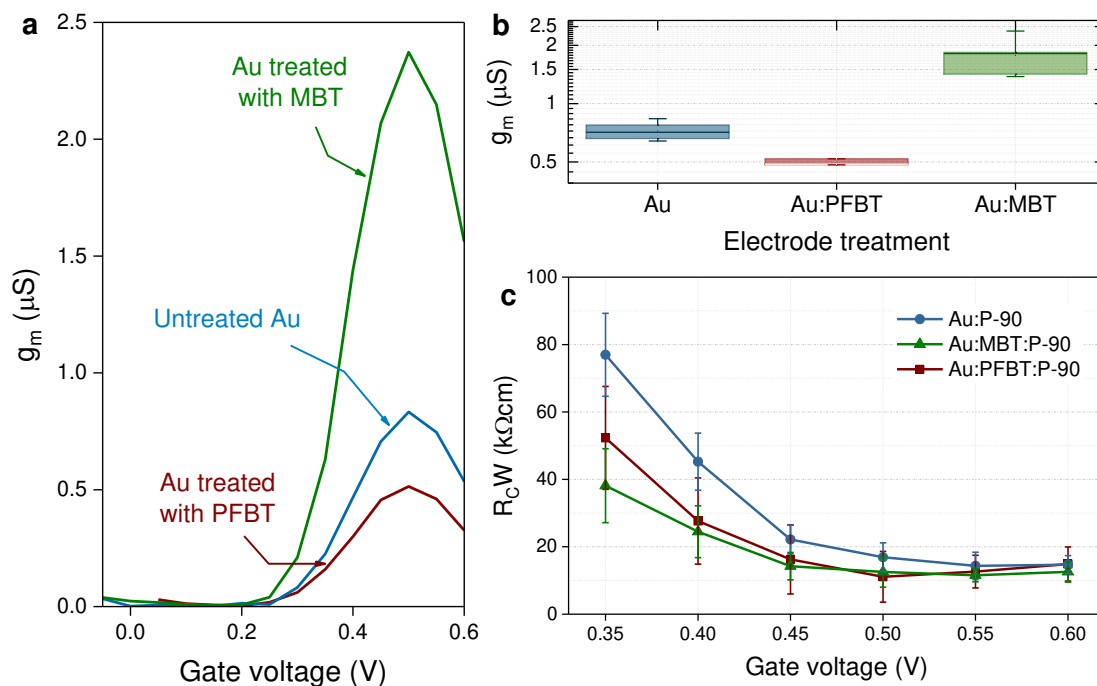 a
2.5
2.0
1.5
1.0
0.5
0.0
g_m (μS)
Au treated
with MBT
Untreated Au
Au treated
with PFBT
0.0 0.2 0.4 0.6
Gate voltage (V)
b
2.5
2
1.5
1
0.5
g_m (μS)
Au Au:PFBT Au:MBT
Electrode treatment
c
100
80
60
40
20
0
R_CW (kΩcm)
Au:P-90
Au:MBT:P-90
Au:PFBT:P-90
0.35 0.40 0.45 0.50 0.55 0.60
Gate voltage (V)